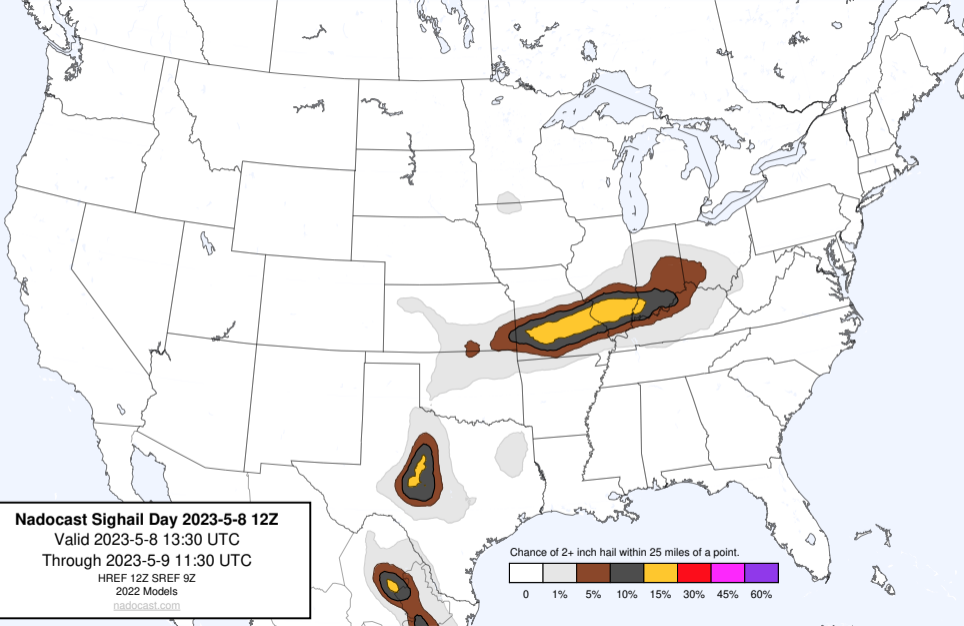 Nadocast Sighail Day 2023-5-8 12Z
Valid 2023-5-8 13:30 UTC
Through 2023-5-9 11:30 UTC
HREF 12Z SREF 9Z
2022 Models
nadocast.com
Chance of 2+ inch hail within 25 miles of a point.
0 1% 5% 10% 15% 30% 45% 60%